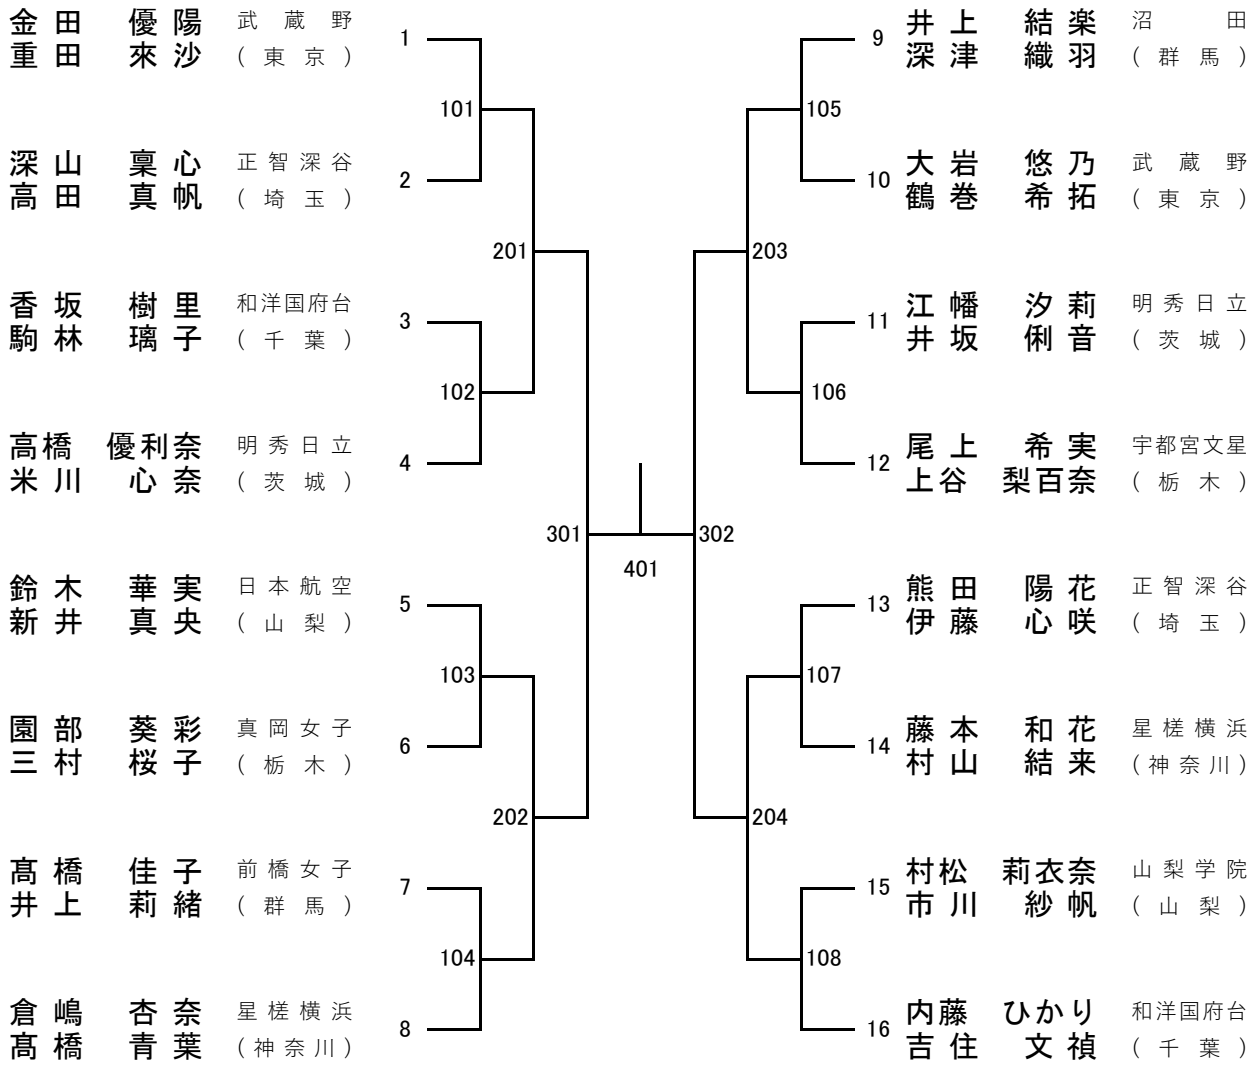 金田 優陽 武蔵野
重田 來沙 (東京)
1
101
深山 稟心 正智深谷
高田 真帆 (埼玉)
2
201
香坂 樹里 和洋国府台
駒林 璃子 (千葉)
3
102
高橋 優利奈 明秀日立
米川 心奈 (茨城)
4
301
鈴木 華実 日本航空
新井 真央 (山梨)
5
103
園部 葵彩 真岡女子
三村 桜子 (栃木)
6
202
髙橋 佳子 前橋女子
井上 莉緒 (群馬)
7
104
倉嶋 杏奈 星槎横浜
髙橋 青葉 (神奈川)
8
401
9
井上 結楽 沼田
深津 織羽 (群馬)
105
10
大岩 悠乃 武蔵野
鶴巻 希拓 (東京)
203
11
江幡 汐莉 明秀日立
井坂 俐音 (茨城)
106
12
尾上 希実 宇都宮文星
上谷 梨百奈 (栃木)
302
13
熊田 陽花 正智深谷
伊藤 心咲 (埼玉)
107
14
藤本 和花 星槎横浜
村山 結来 (神奈川)
204
15
村松 莉衣奈 山梨学院
市川 紗帆 (山梨)
108
16
内藤 ひかり 和洋国府台
吉住 文禎 (千葉)